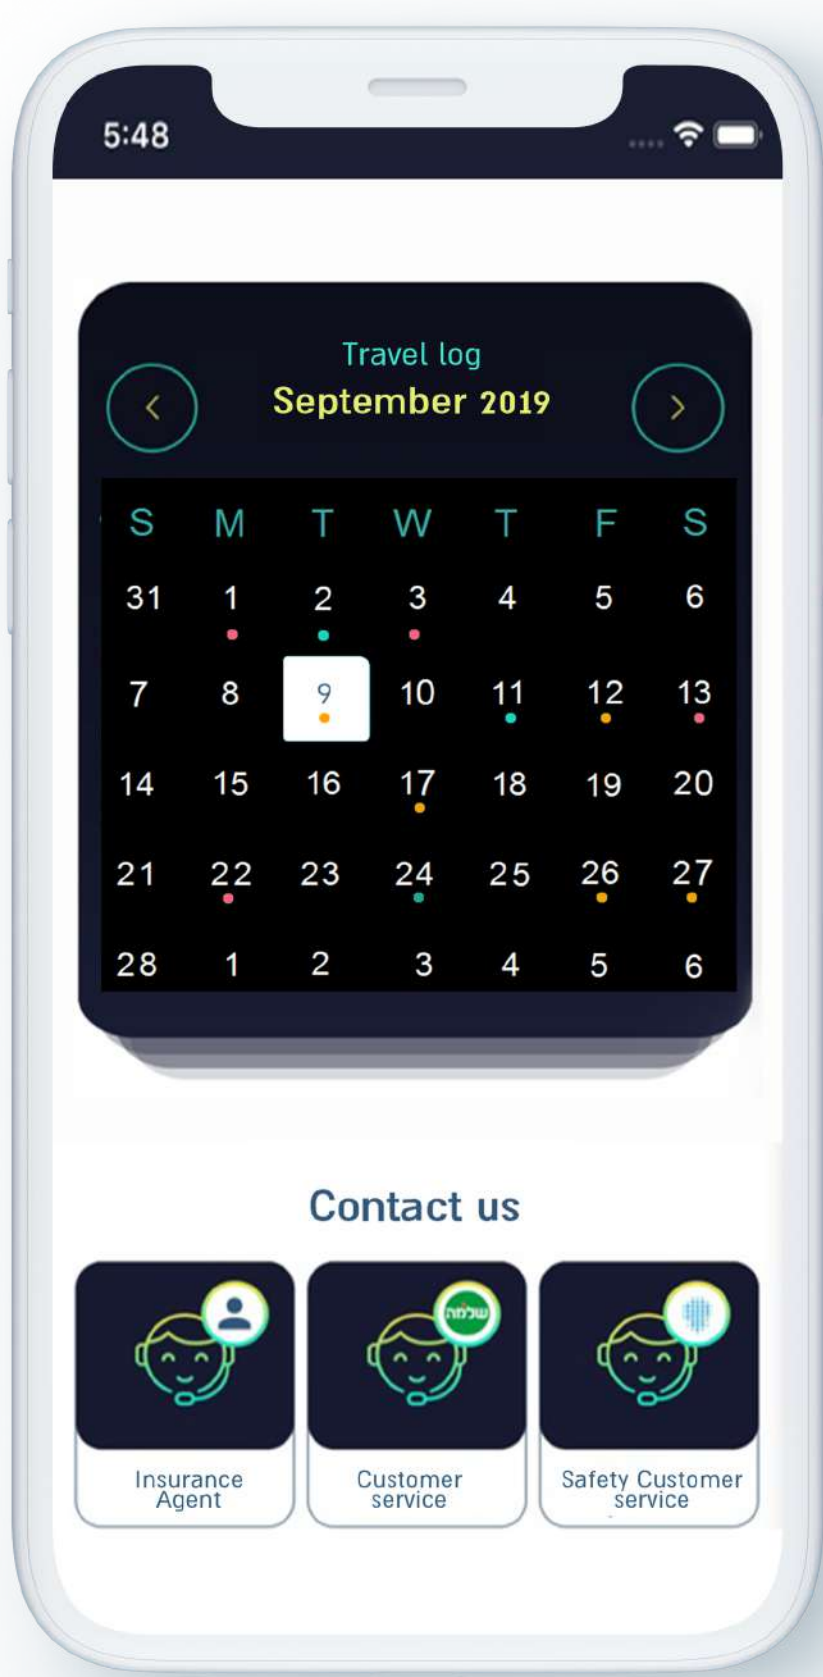 5:48
Travel log
September 2019
S M T W T F S
31 1 2 3 4 5 6
7 8 9 10 11 12 13
14 15 16 17 18 19 20
21 22 23 24 25 26 27
28 1 2 3 4 5 6
Contact us
שלמה
Insurance
Agent
Customer
service
Safety Customer
service